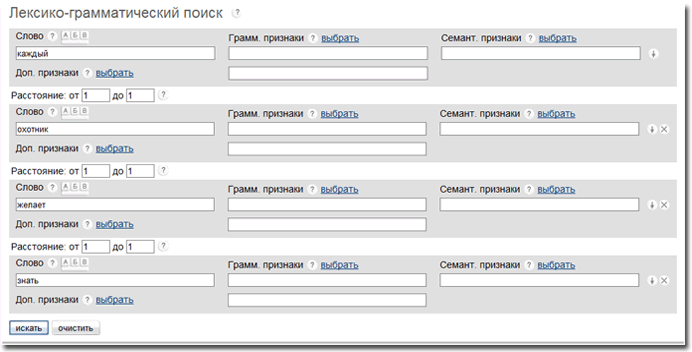 Лексико-грамматический поиск ?
Слово ? А Б В Грамм. признаки ? выбрать Семант. признаки ? выбрать
каждый
Доп. признаки ? выбрать
Расстояние: от 1 до 1 ?
Слово ? А Б В Грамм. признаки ? выбрать Семант. признаки ? выбрать
охотник
Доп. признаки ? выбрать
Расстояние: от 1 до 1 ?
Слово ? А Б В Грамм. признаки ? выбрать Семант. признаки ? выбрать
желает
Доп. признаки ? выбрать
Расстояние: от 1 до 1 ?
Слово ? А Б В Грамм. признаки ? выбрать Семант. признаки ? выбрать
знать
Доп. признаки ? выбрать
искать очистить